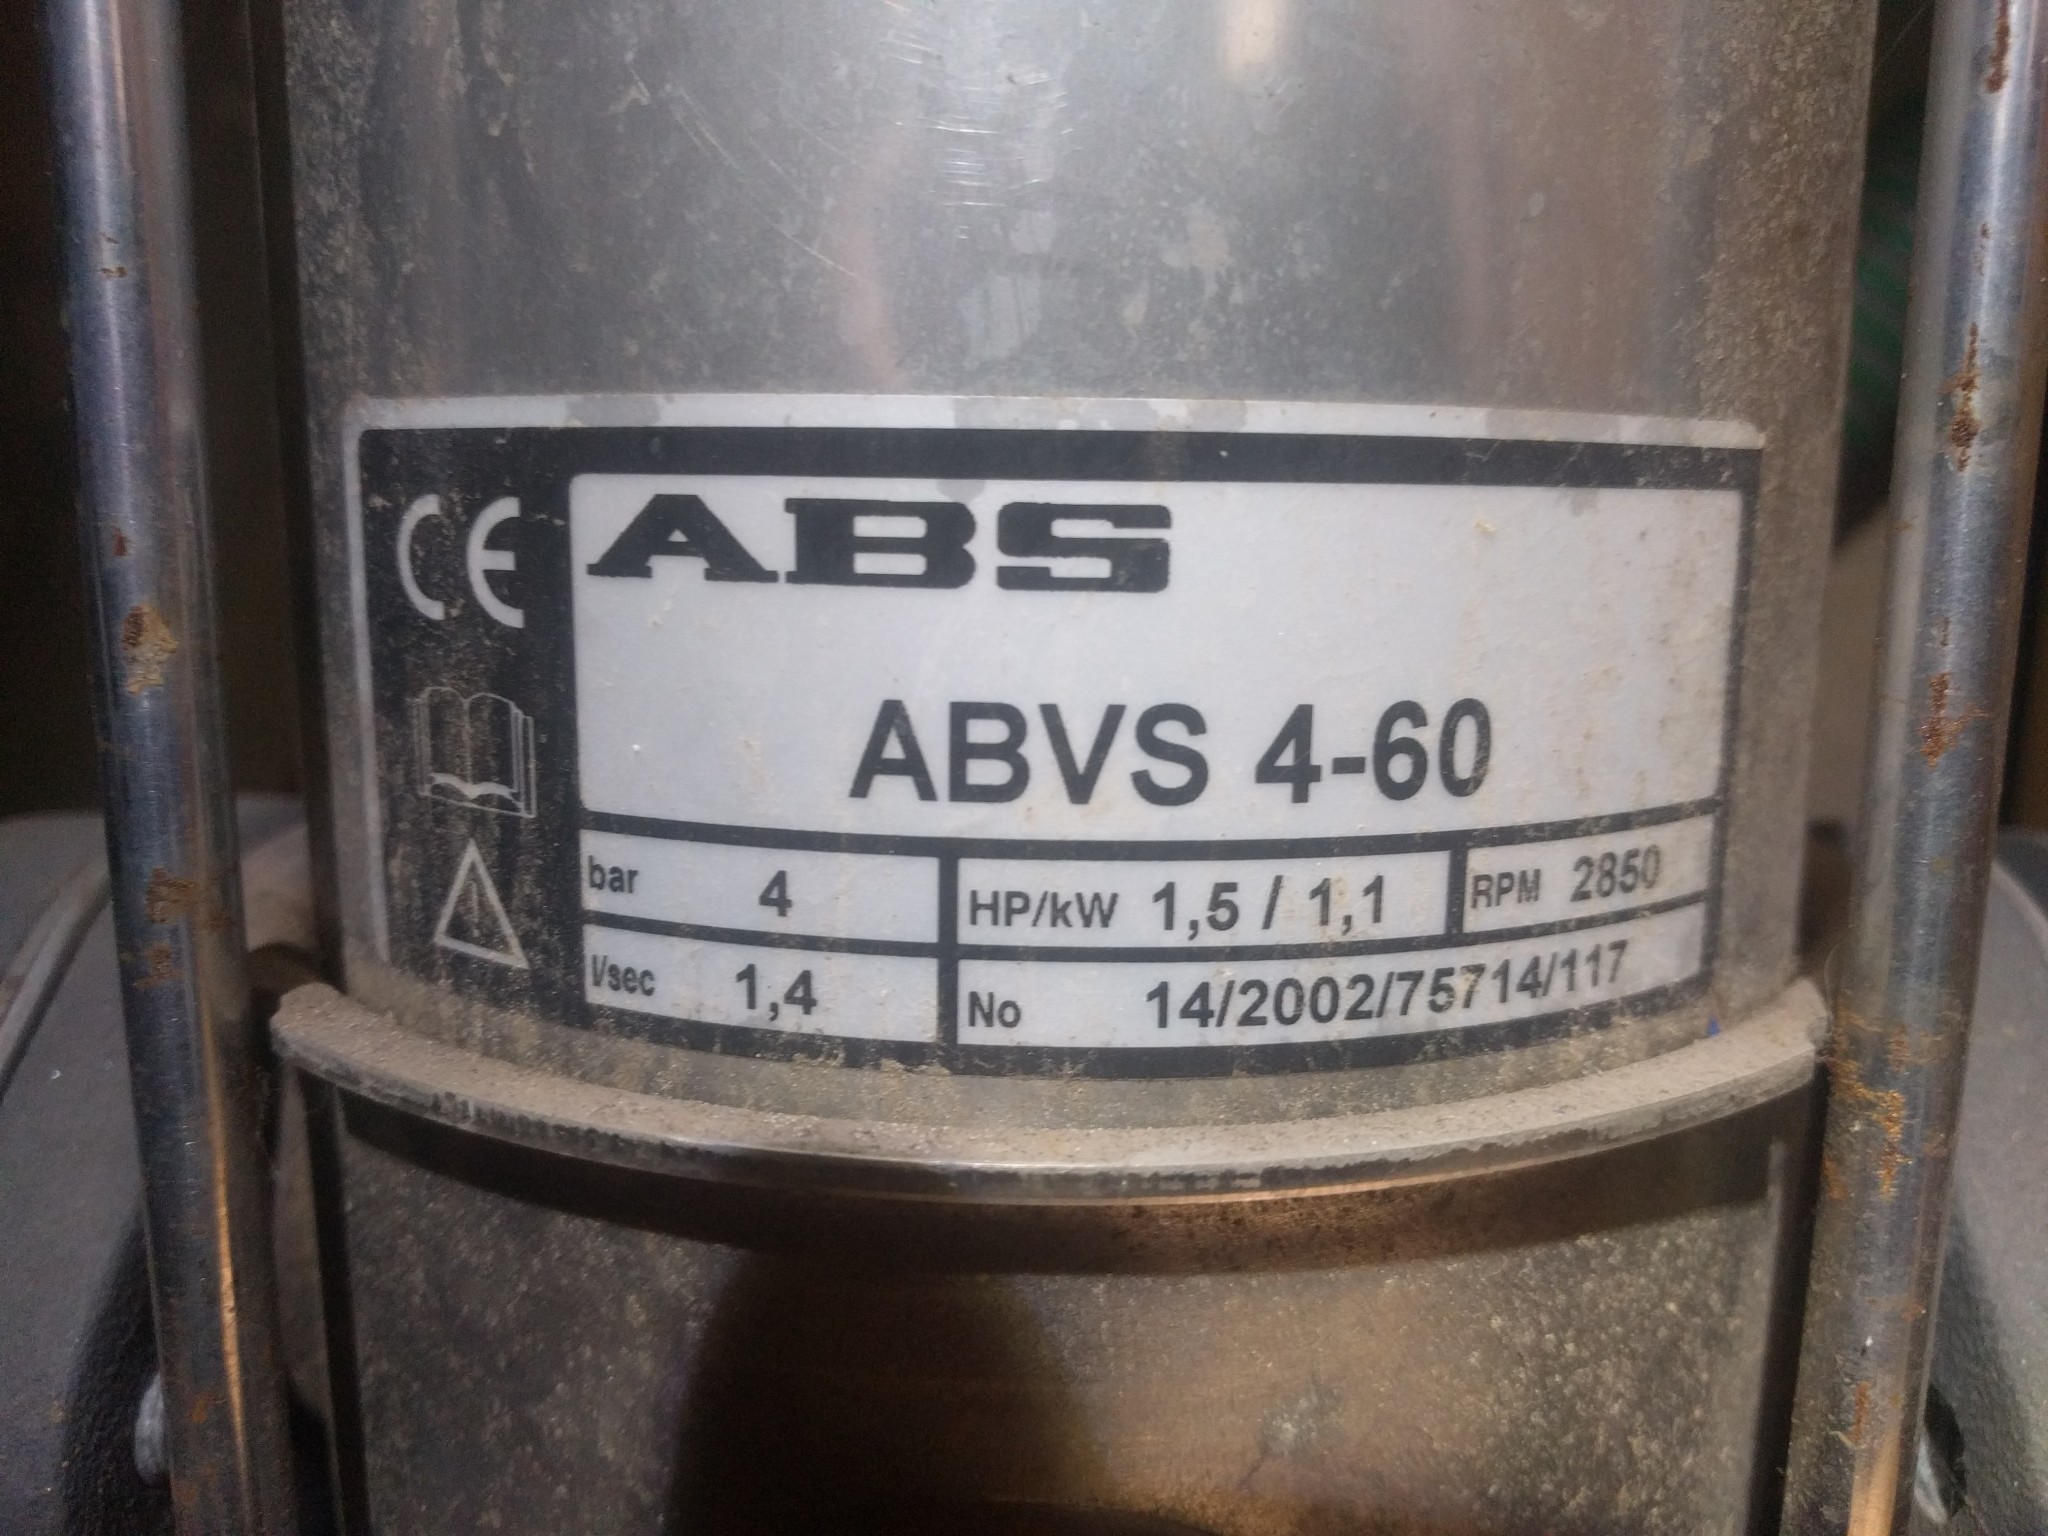 CE
ABS
ABVS 4-60
bar 4
HP/kW 1,5 / 1,1
RPM 2850
l/sec 1,4
No 14/2002/75714/117